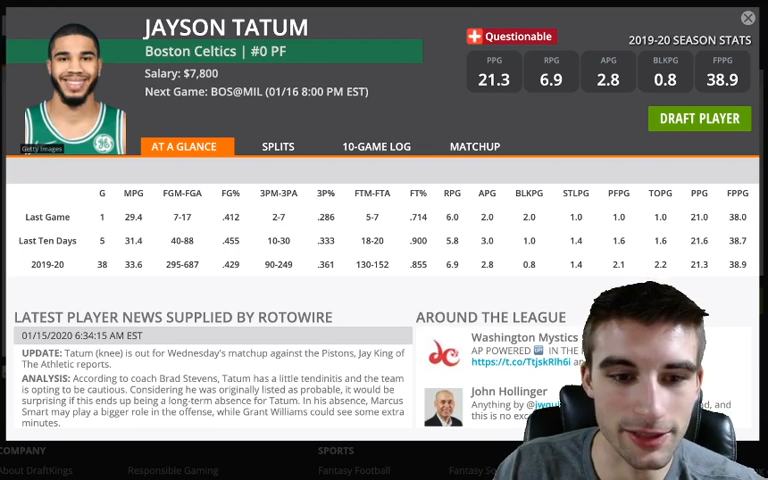 JAYSON TATUM
Boston Celtics | #0 PF
Salary: $7,800
Next Game: BOS@MIL (01/16 8:00 PM EST)
Questionable
2019-20 SEASON STATS
PPG RPG APG BLKPG FPPG
21.3 6.9 2.8 0.8 38.9
DRAFT PLAYER
Getty Images
AT A GLANCE SPLITS 10-GAME LOG MATCHUP
G MPG FGM-FGA FG% 3PM-3PA 3P% FTM-FTA FT% RPG APG BLKPG STLPG PFPG TOPG PPG FPPG
Last Game 1 29.4 7-17 .412 2-7 .286 5-7 .714 6.0 2.0 2.0 1.0 1.0 1.0 21.0 38.0
Last Ten Days 5 31.4 40-88 .455 10-30 .333 18-20 .900 5.8 3.0 1.0 1.4 1.6 1.6 21.6 38.7
2019-20 38 33.6 295-687 .429 90-249 .361 130-152 .855 6.9 2.8 0.8 1.4 2.1 2.2 21.3 38.9
LATEST PLAYER NEWS SUPPLIED BY ROTOWIRE
01/15/2020 6:34:15 AM EST
UPDATE: Tatum (knee) is out for Wednesday's matchup against the Pistons, Jay King of
The Athletic reports.
ANALYSIS: According to coach Brad Stevens, Tatum has a little tendinitis and the team
is opting to be cautious. Considering he was originally listed as probable, it would be
surprising if this ends up being a long-term absence for Tatum. In his absence, Marcus
Smart may play a bigger role in the offense, while Grant Williams could see some extra
minutes.
AROUND THE LEAGUE
Washington Mystics
AP POWERED IN THE
https://t.co/TtjskRlh6i
John Hollinger
Anything by
this is no
COMPANY SPORTS
About DraftKings Responsible Gaming Fantasy Football